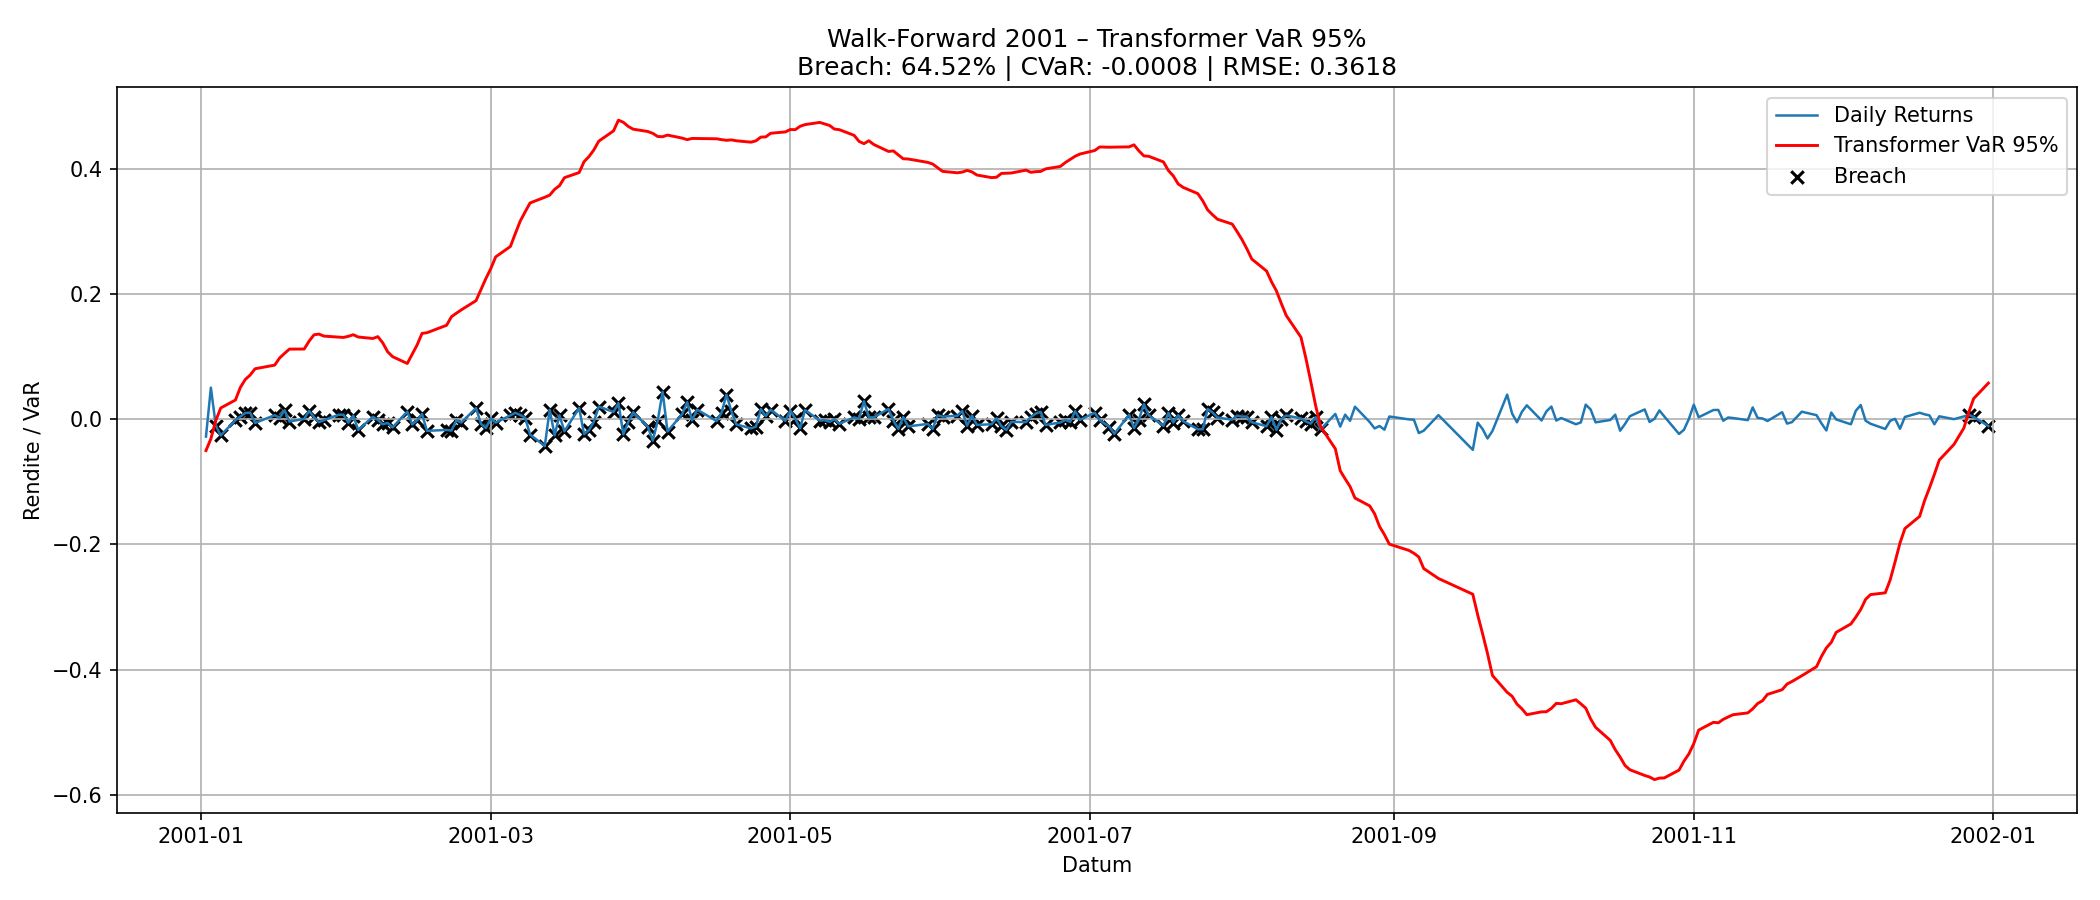 Walk-Forward 2001 – Transformer VaR 95%
Breach: 64.52% | CVaR: -0.0008 | RMSE: 0.3618
Daily Returns
Transformer VaR 95%
Breach
Rendite / VaR
0.4
0.2
0.0
−0.2
−0.4
−0.6
2001-01
2001-03
2001-05
2001-07
2001-09
2001-11
2002-01
Datum